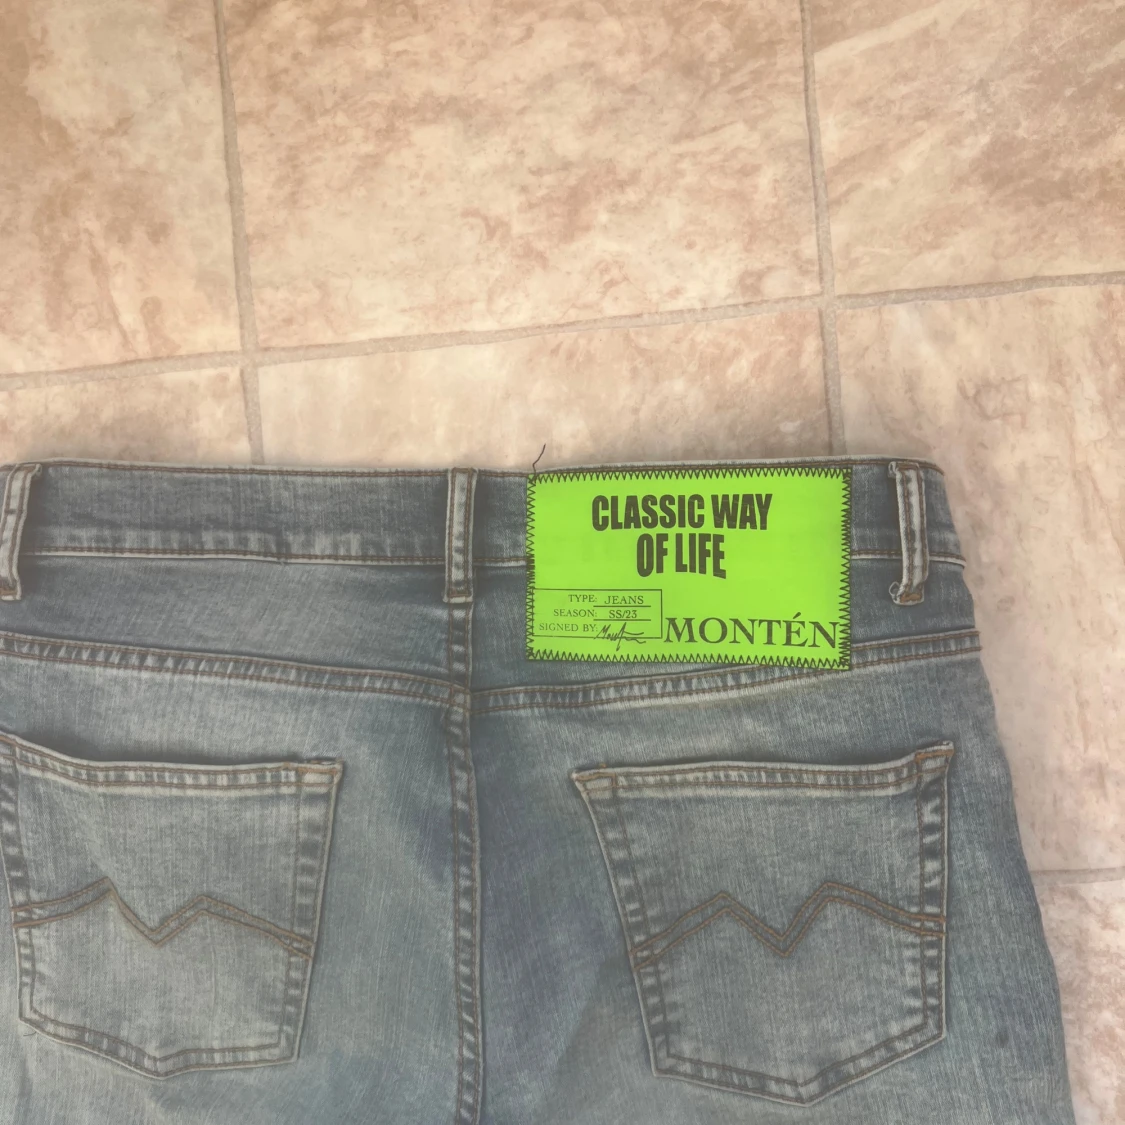 CLASSIC WAY
OF LIFE
TYPE: JEANS
SEASON: SS/23
SIGNED BY:
MONTÉN